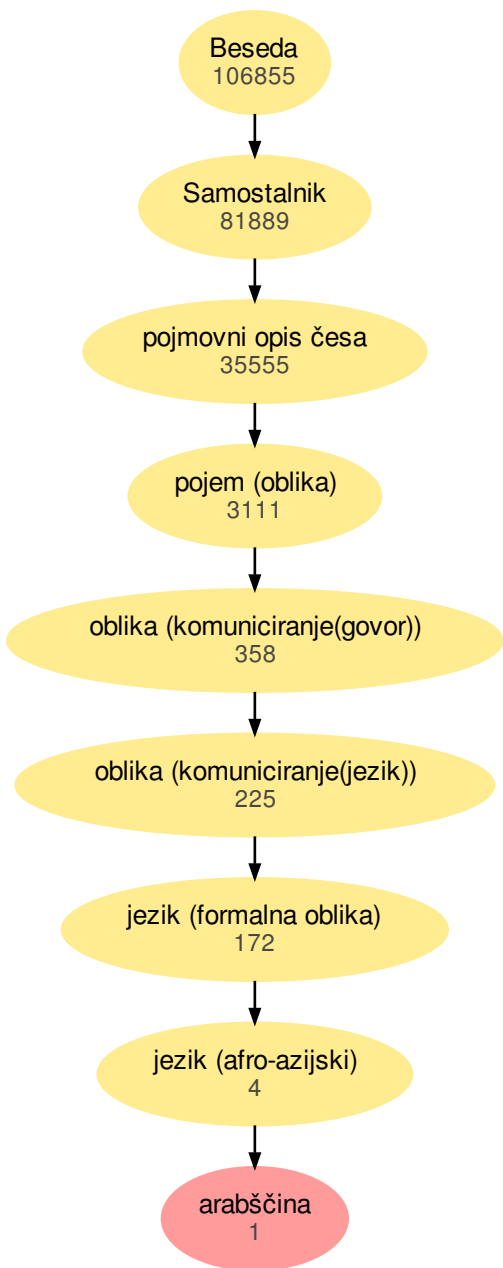 Beseda
106855
Samostalnik
81889
pojmovni opis česa
35555
pojem (oblika)
3111
oblika (komuniciranje(govor))
358
oblika (komuniciranje(jezik))
225
jezik (formalna oblika)
172
jezik (afro-azijski)
4
arabščina
1